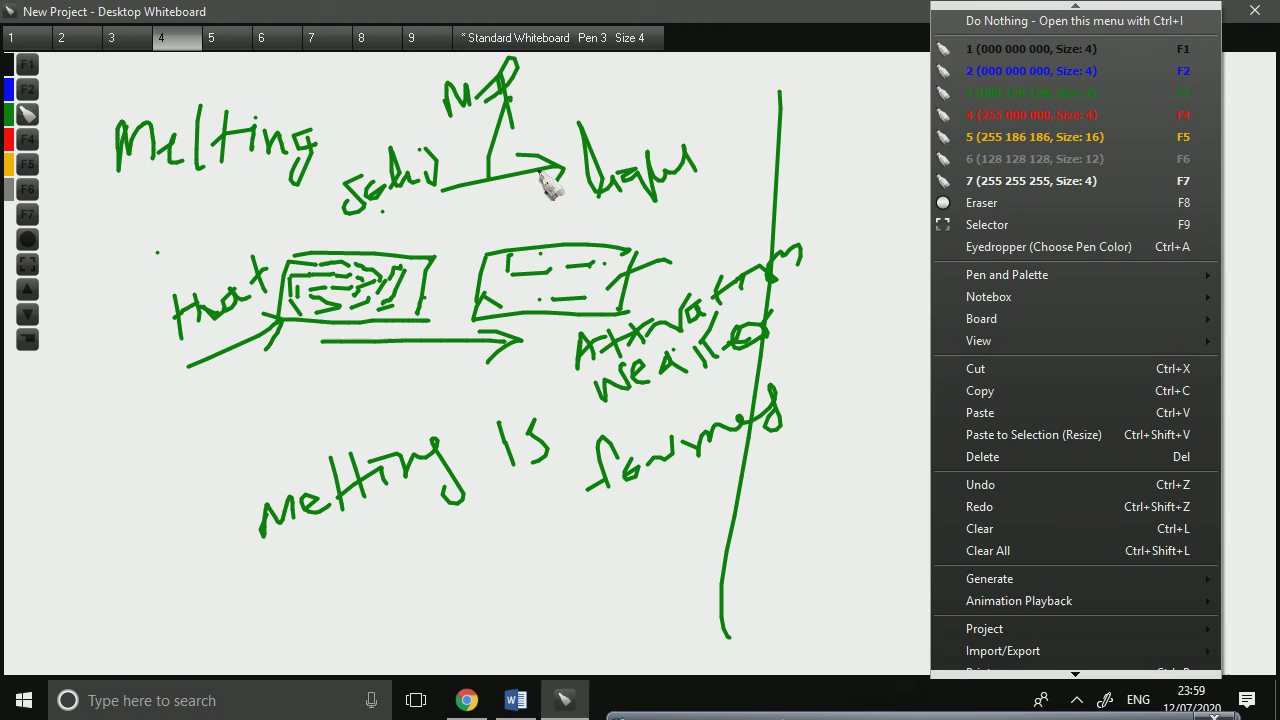 New Project - Desktop Whiteboard
1 2 3 4 5 6 7 8 9 * Standard Whiteboard Pen 3 Size 4
F1
F2
F4
F5
F6
F7
Melting
MP
solid
Heat
Attraction
melting is formed
Do Nothing - Open this menu with Ctrl+I
1 (000 000 000, Size: 4) F1
2 (000 000 000, Size: 4) F2
4 (255 000 000, Size: 4) F4
5 (255 186 186, Size: 16) F5
6 (128 128 128, Size: 12) F6
7 (255 255 255, Size: 4) F7
Eraser F8
Selector F9
Eyedropper (Choose Pen Color) Ctrl+A
Pen and Palette
Notebox
Board
View
Cut Ctrl+X
Copy Ctrl+C
Paste Ctrl+V
Paste to Selection (Resize) Ctrl+Shift+V
Delete Del
Undo Ctrl+Z
Redo Ctrl+Shift+Z
Clear Ctrl+L
Clear All Ctrl+Shift+L
Generate
Animation Playback
Project
Import/Export
Type here to search
ENG
23:59
12/07/2020